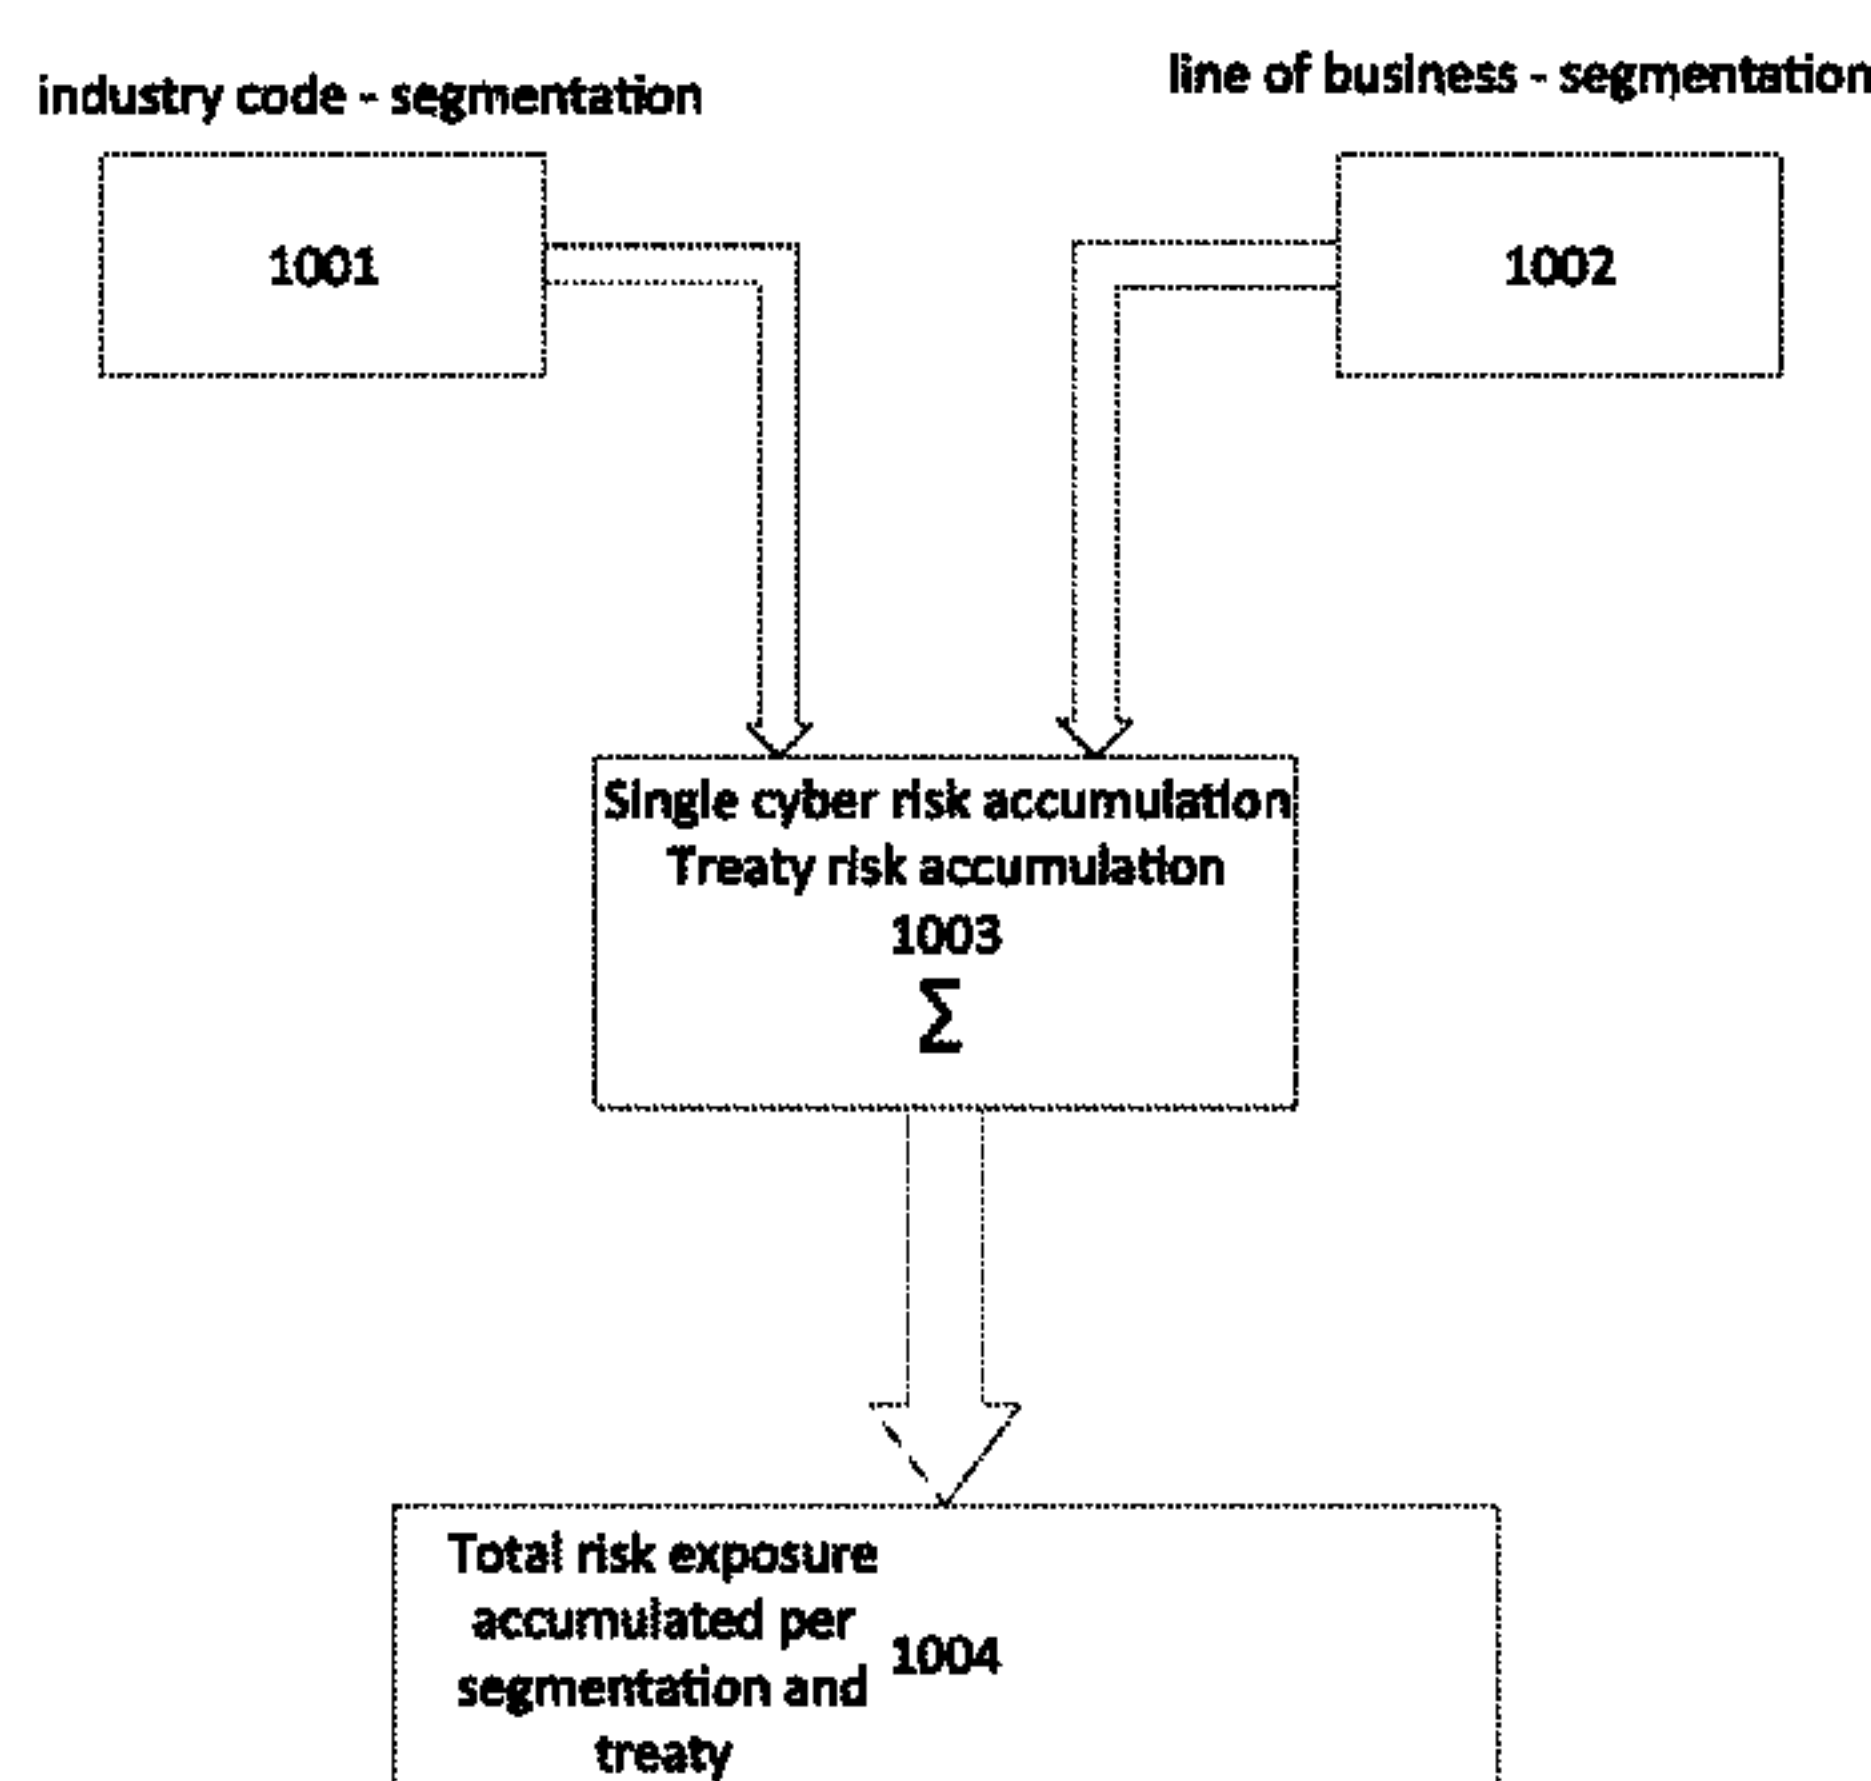 industry code - segmentation
line of business - segmentation
1001
1002
Single cyber risk accumulation
Treaty risk accumulation
1003
Σ
Total risk exposure
accumulated per
segmentation and
treaty
1004